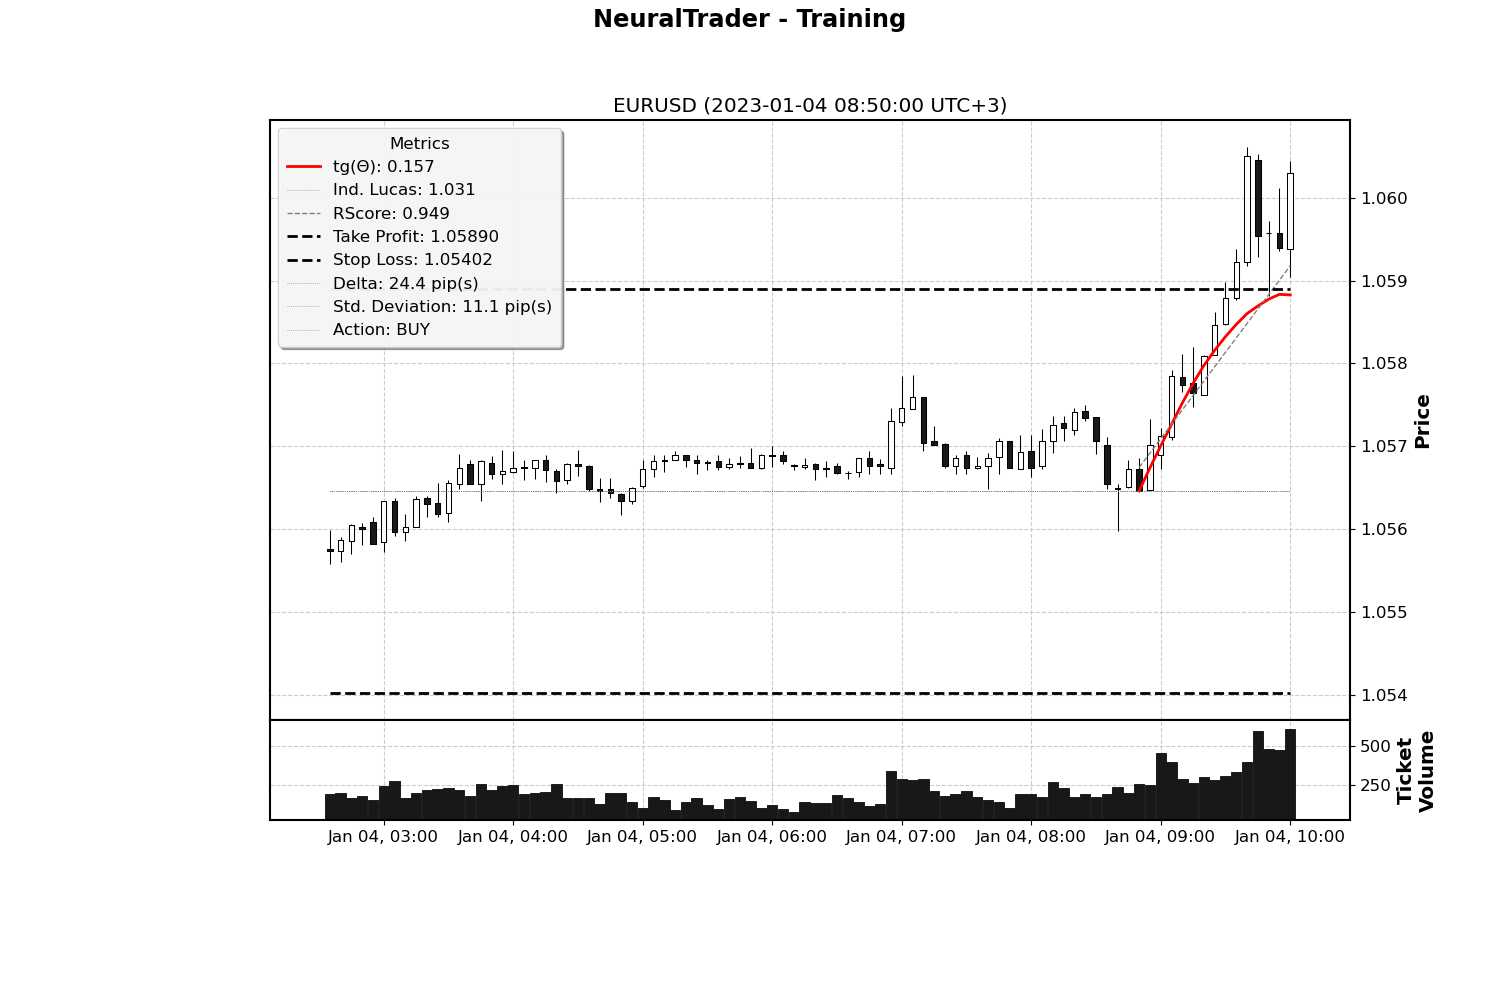 NeuralTrader - Training
EURUSD (2023-01-04 08:50:00 UTC+3)
Metrics
tg(Θ): 0.157
Ind. Lucas: 1.031
RScore: 0.949
Take Profit: 1.05890
Stop Loss: 1.05402
Delta: 24.4 pip(s)
Std. Deviation: 11.1 pip(s)
Action: BUY
1.060
1.059
1.058
1.057
1.056
1.055
1.054
Price
500
250
Ticket
Volume
Jan 04, 03:00
Jan 04, 04:00
Jan 04, 05:00
Jan 04, 06:00
Jan 04, 07:00
Jan 04, 08:00
Jan 04, 09:00
Jan 04, 10:00